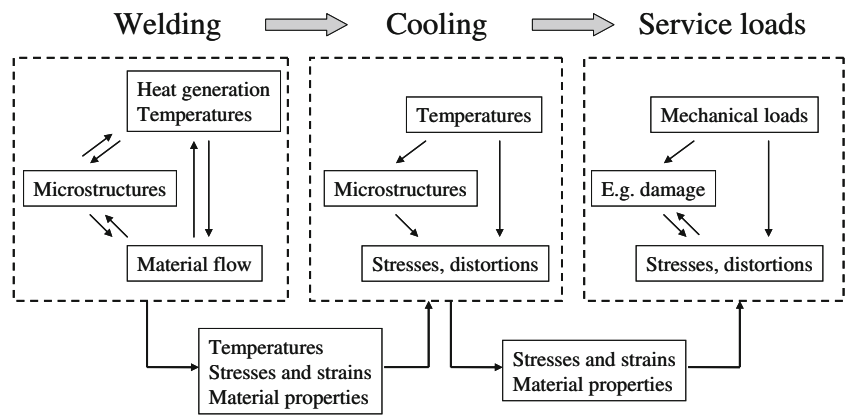 Welding
Cooling
Service loads
Heat generation
Temperatures
Microstructures
Material flow
Temperatures
Microstructures
Stresses, distortions
Mechanical loads
E.g. damage
Stresses, distortions
Temperatures
Stresses and strains
Material properties
Stresses and strains
Material properties